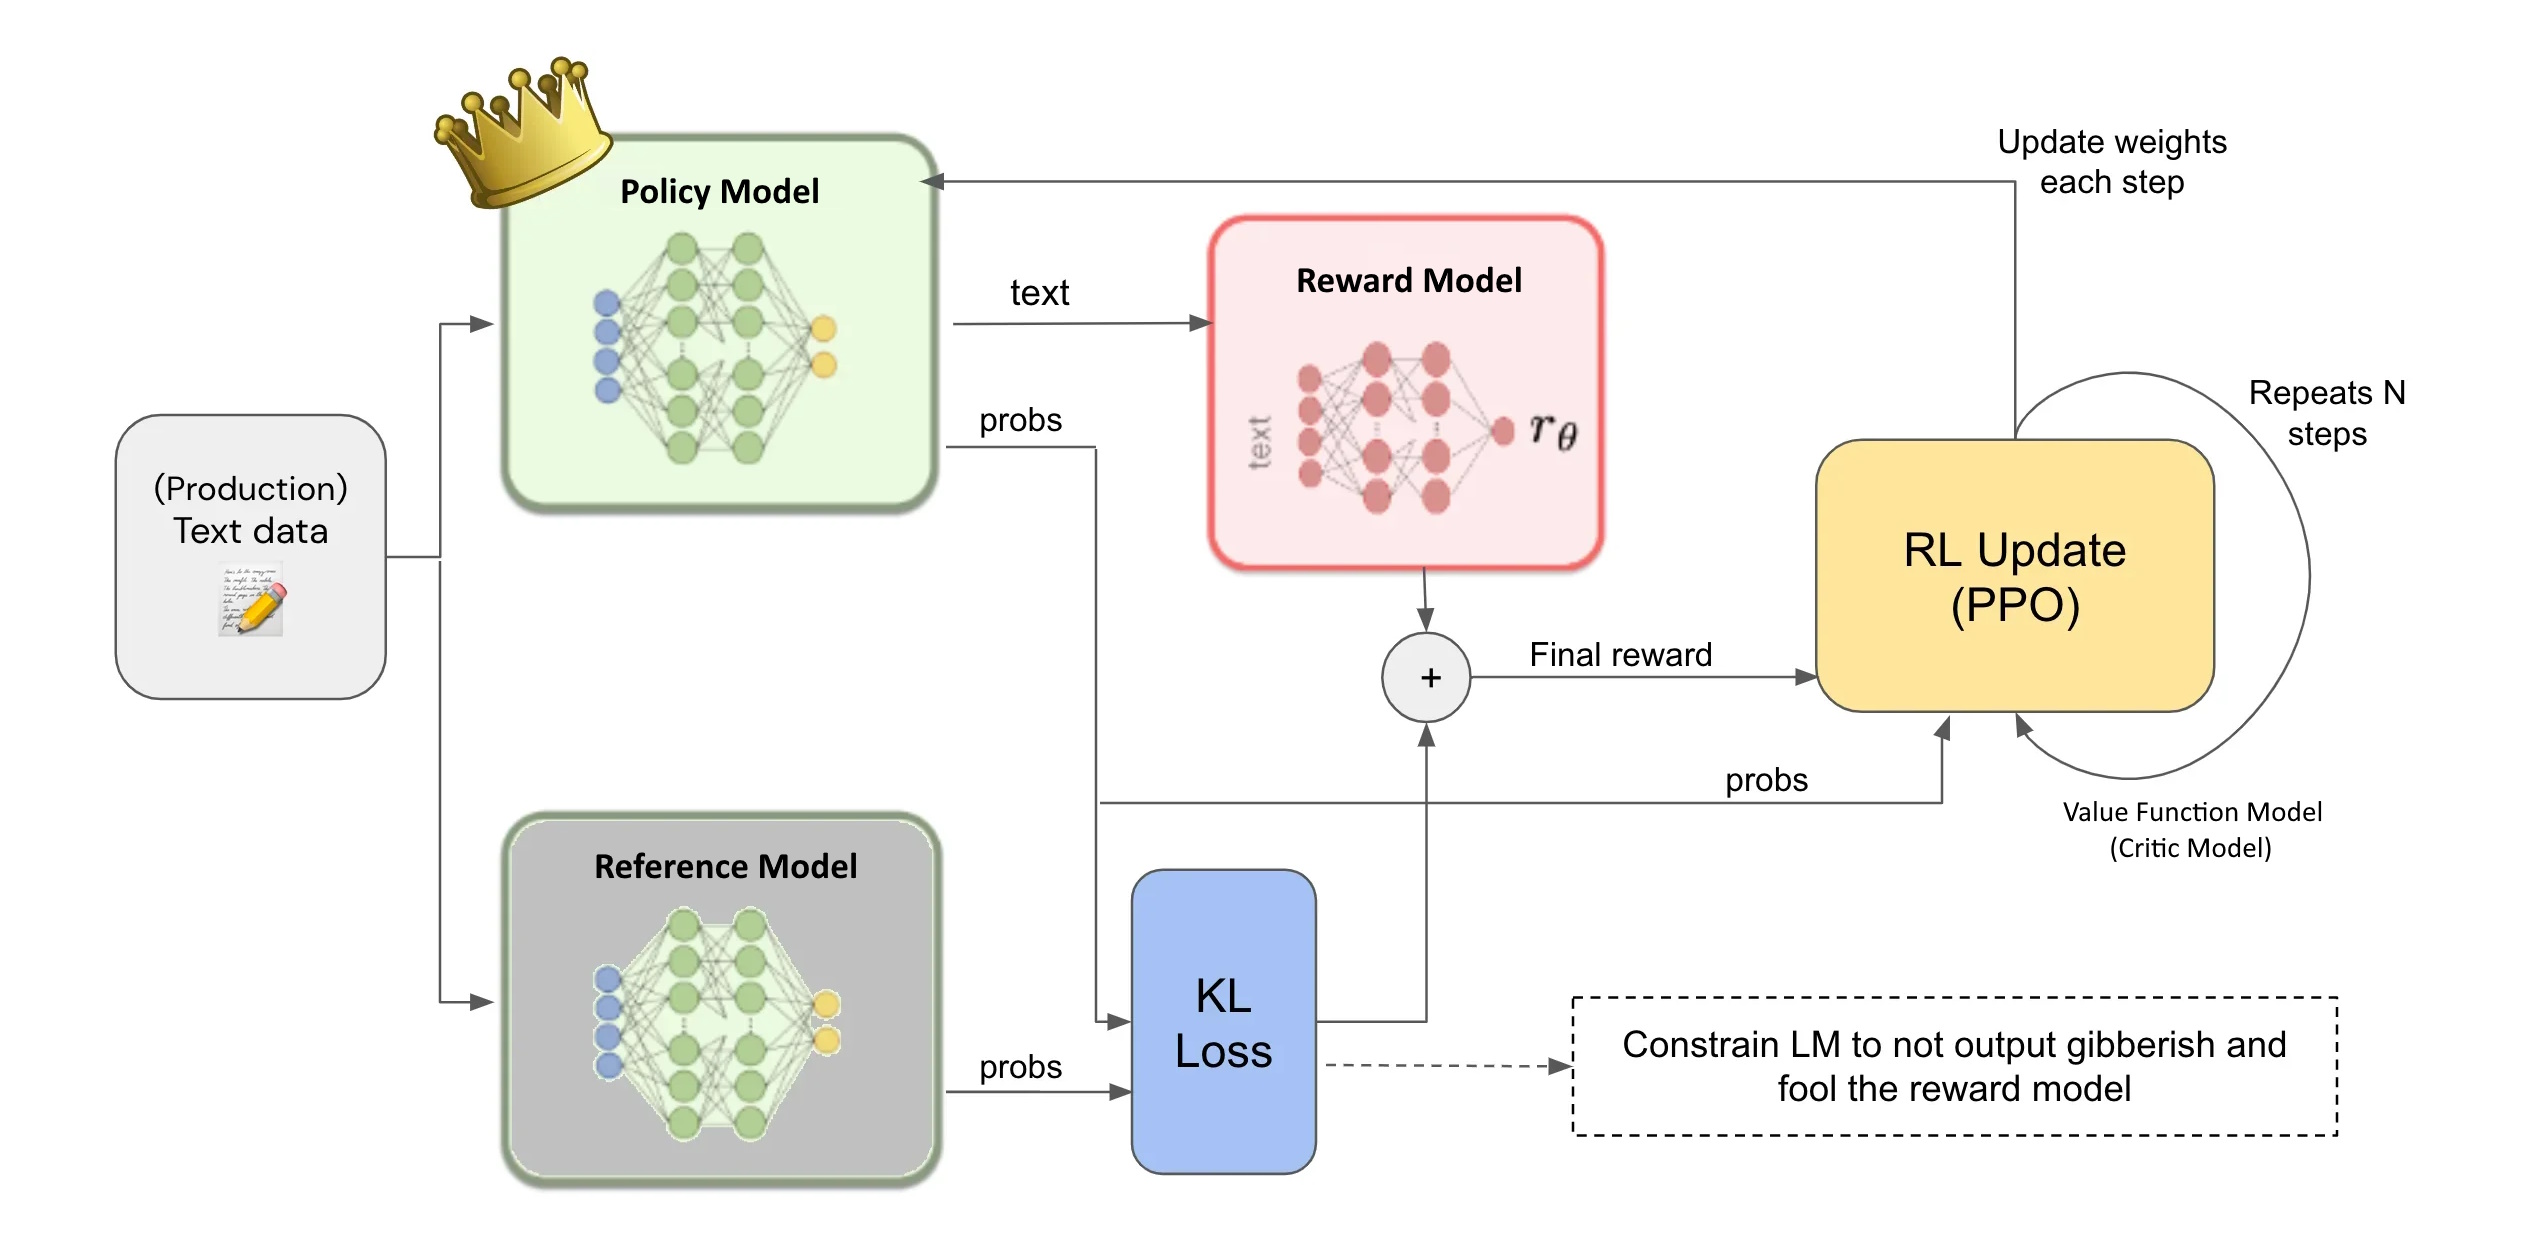 Update weights
each step
Policy Model
Reward Model
text
Repeats N
steps
probs
text
r_θ
(Production)
Text data
RL Update
(PPO)
Final reward
+
probs
Value Function Model
(Critic Model)
Reference Model
KL
Loss
Constrain LM to not output gibberish and
fool the reward model
probs